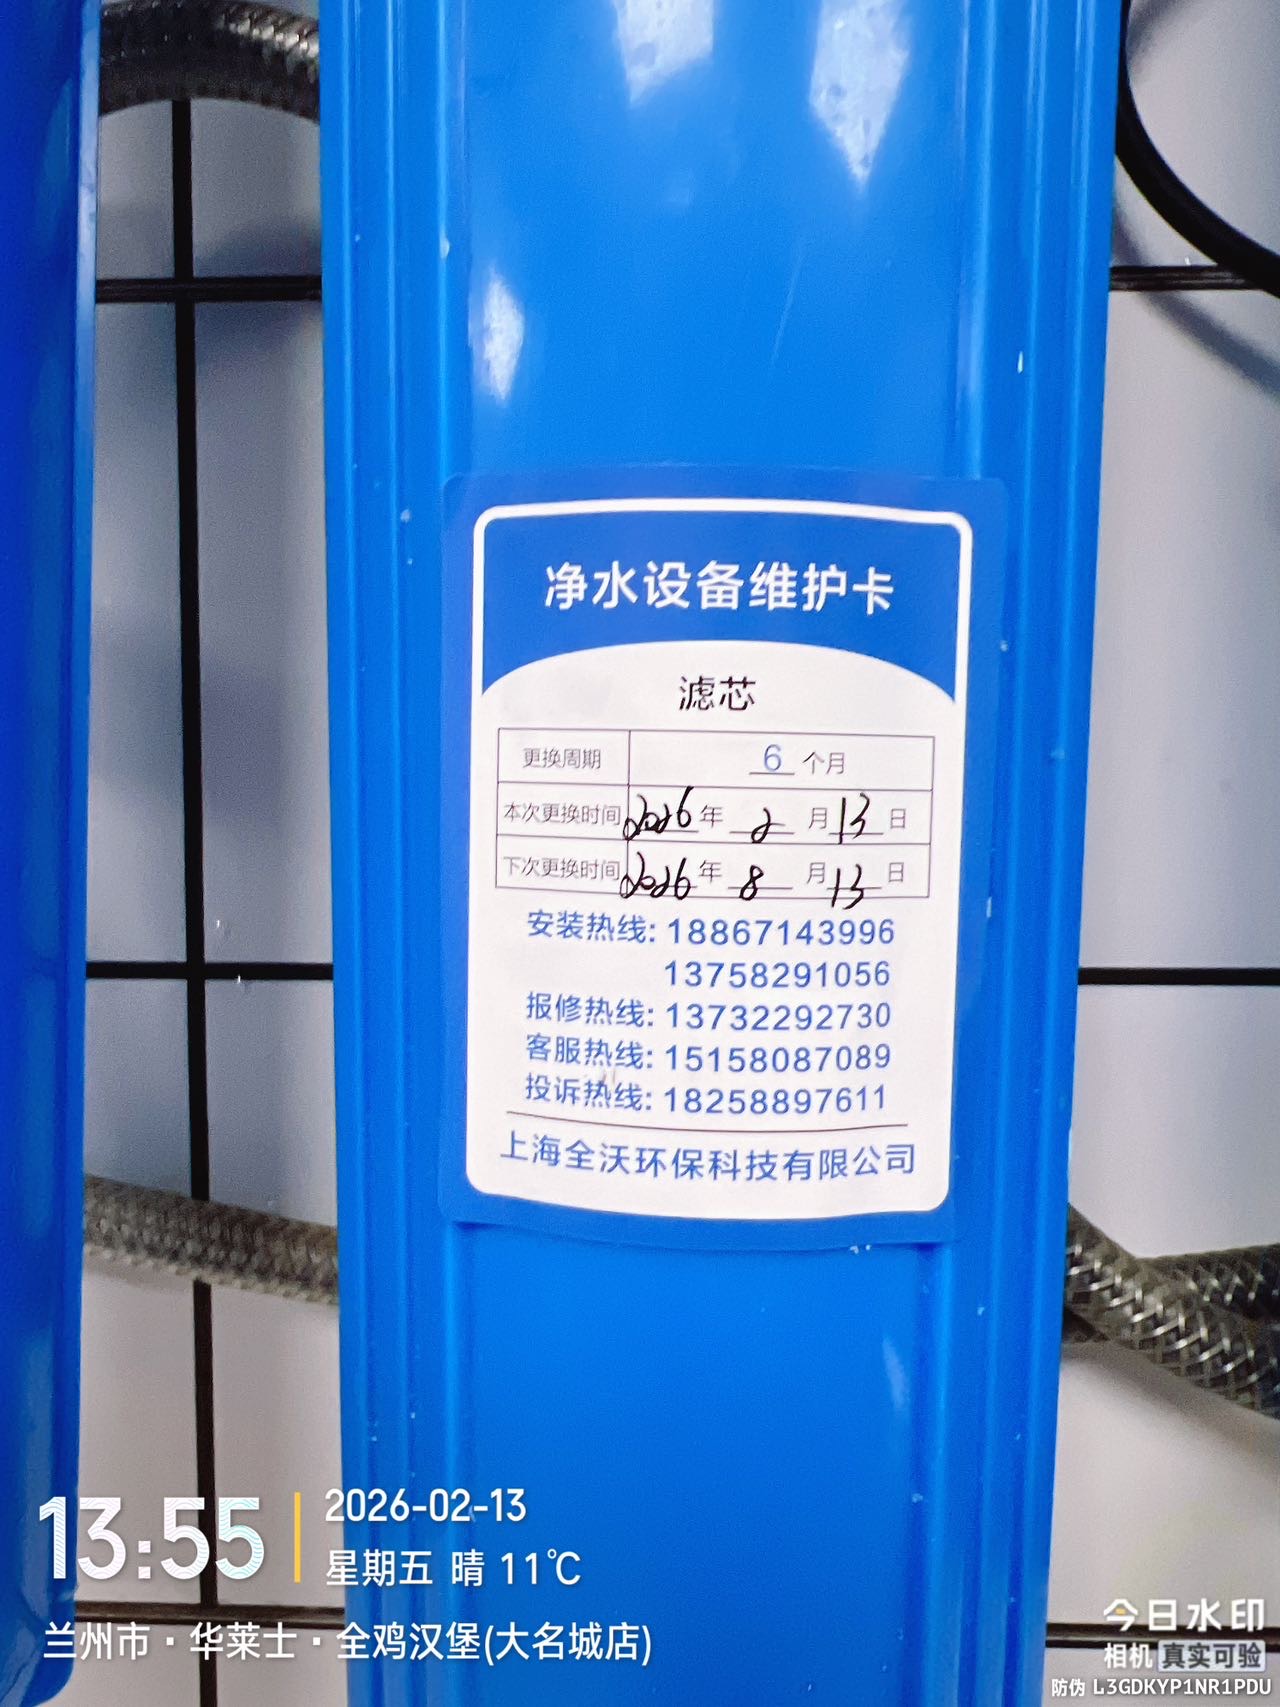 净水设备维护卡
滤芯
更换周期 6 个月
本次更换时间 2026 年 2 月 13 日
下次更换时间 2026 年 8 月 13 日
安装热线: 18867143996
13758291056
报修热线: 13732292730
客服热线: 15158087089
投诉热线: 18258897611
上海全沃环保科技有限公司
13:55
2026-02-13
星期五 晴 11℃
兰州市·华莱士·全鸡汉堡(大名城店)
今日水印
相机 真实可验
防伪 L3GDKYP1NR1PDU